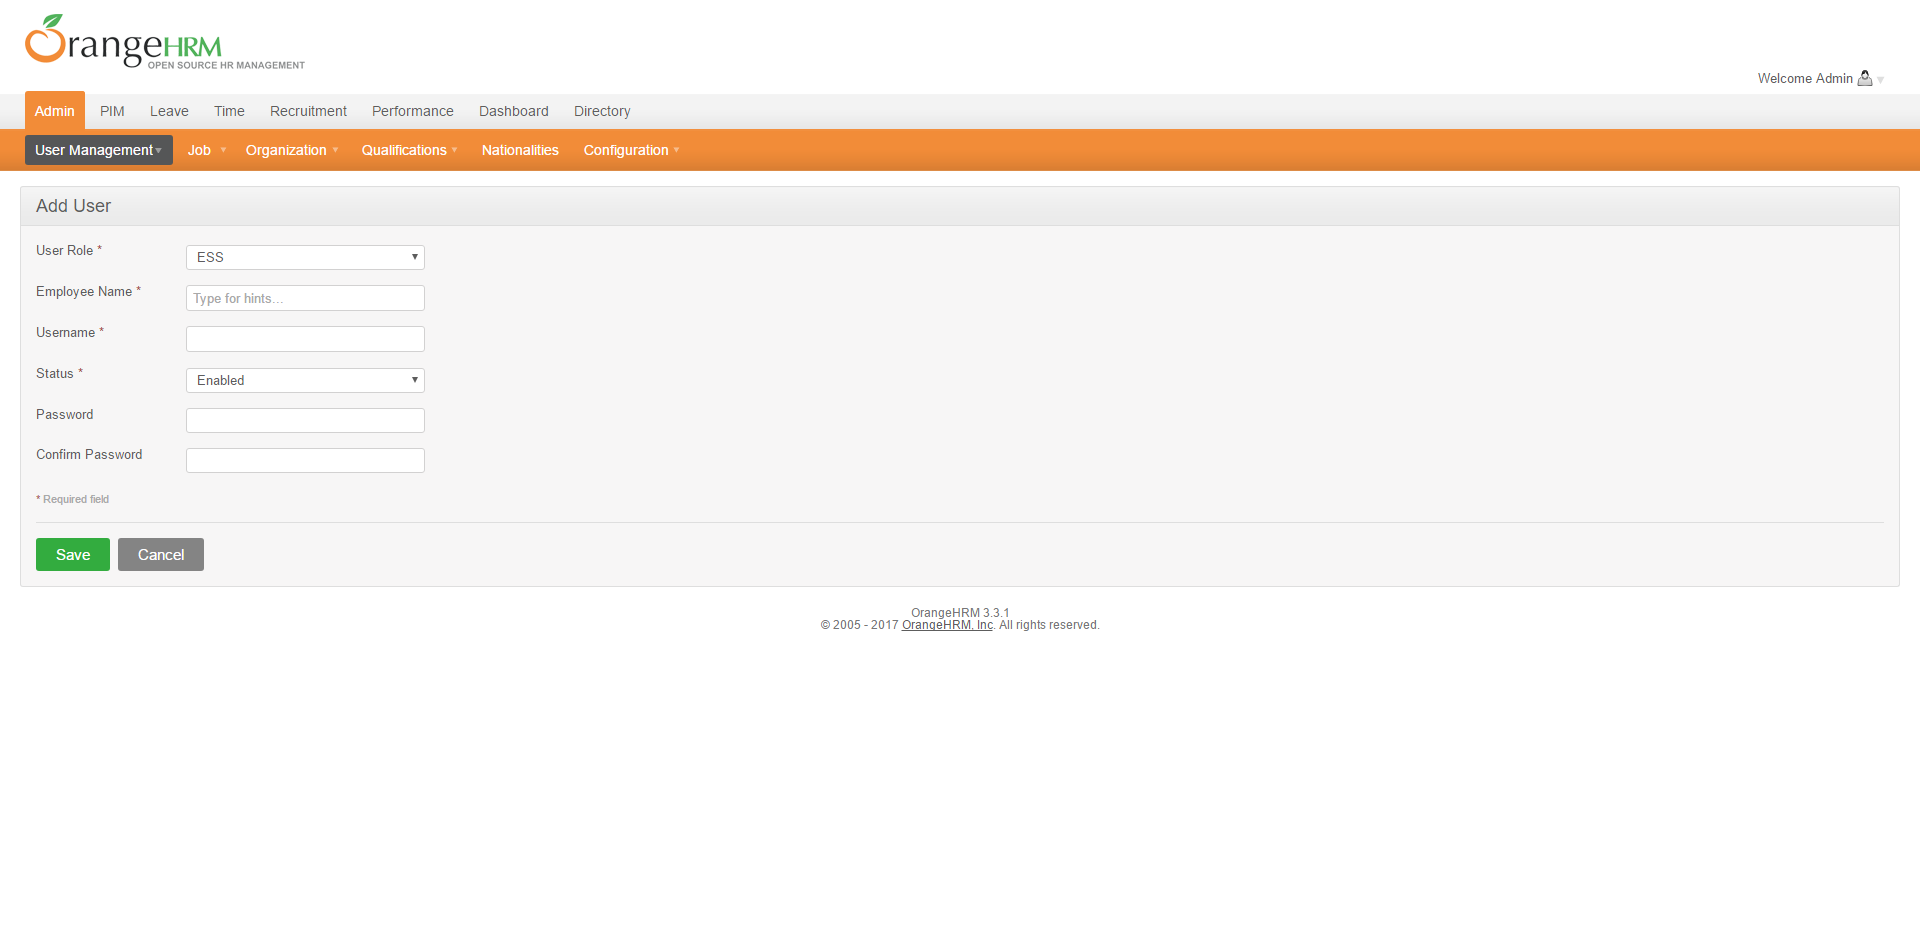 OrangeHRM
OPEN SOURCE HR MANAGEMENT
Welcome Admin
Admin PIM Leave Time Recruitment Performance Dashboard Directory
User Management Job Organization Qualifications Nationalities Configuration
Add User
User Role * ESS
Employee Name * Type for hints...
Username *
Status * Enabled
Password
Confirm Password
* Required field
Save Cancel
OrangeHRM 3.3.1
© 2005 - 2017 OrangeHRM, Inc. All rights reserved.